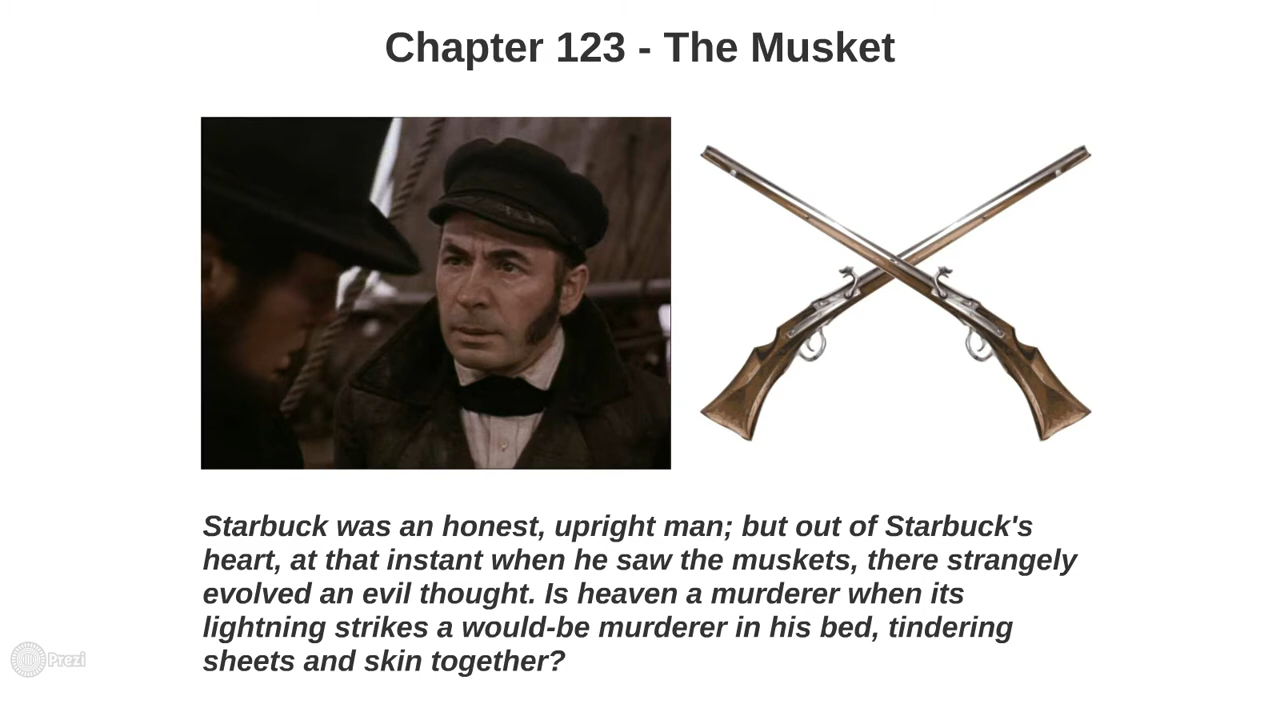 Chapter 123 - The Musket
Starbuck was an honest, upright man; but out of Starbuck's
heart, at that instant when he saw the muskets, there strangely
evolved an evil thought. Is heaven a murderer when its
lightning strikes a would-be murderer in his bed, tindering
sheets and skin together?
Prezi